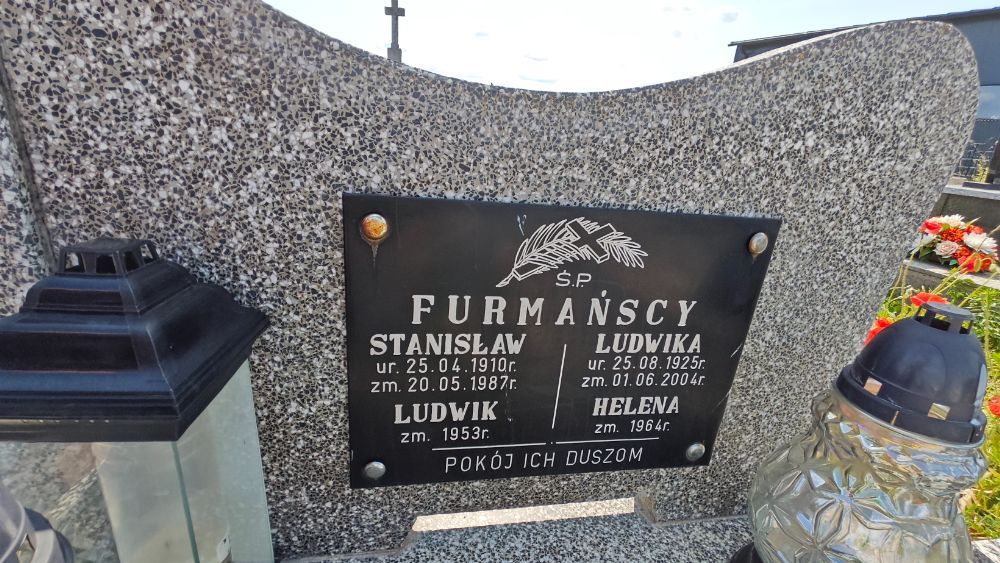 Ś.P.
FURMAŃSCY
STANISŁAW
ur. 25.04.1910r.
zm. 20.05.1987r.
LUDWIK
zm. 1953r.
LUDWIKA
ur. 25.08.1925r.
zm. 01.06.2004r.
HELENA
zm. 1964r.
POKÓJ ICH DUSZOM